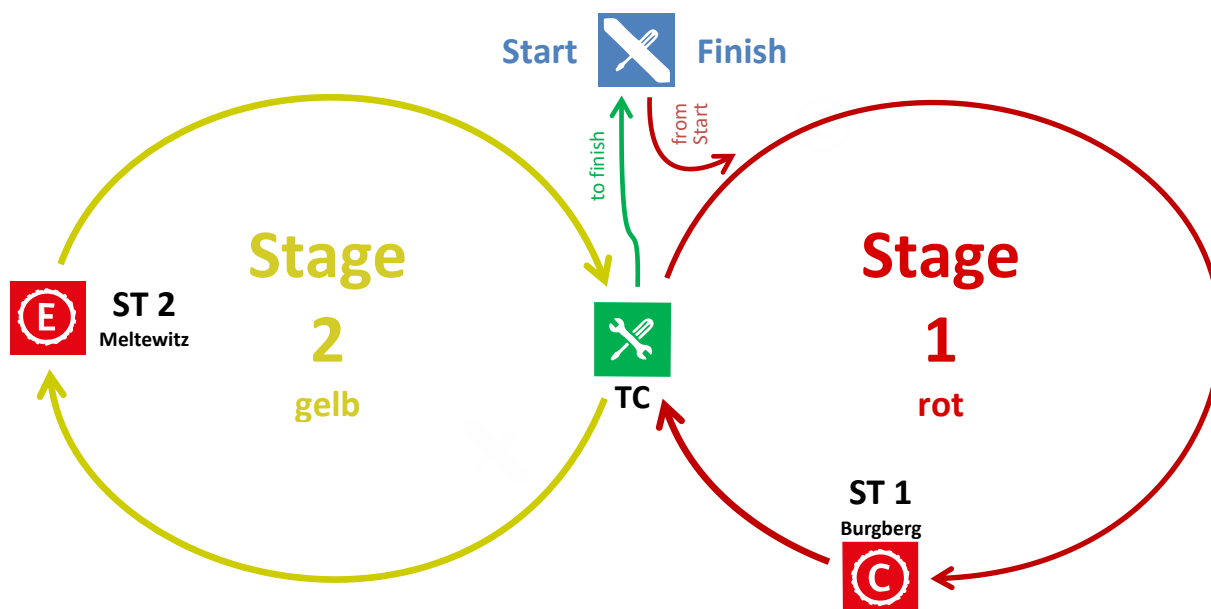 Start
Finish
to finish
from
Start
Stage
2
gelb
Stage
1
rot
E
ST 2
Meltewitz
TC
ST 1
Burgberg
C